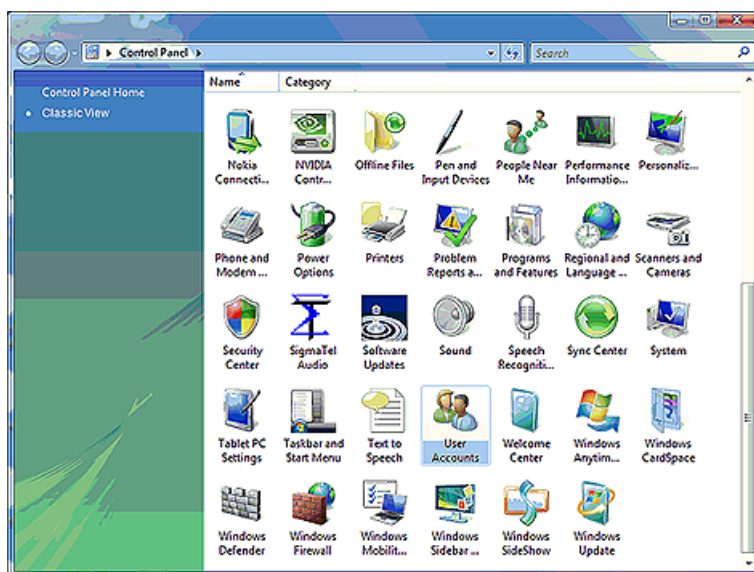 Control Panel
Search
Control Panel Home
Classic View
Name Category
Nokia Connecti... NVIDIA Contr... Offline Files Pen and Input Devices People Near Me Performance Informatio... Personaliz...
Phone and Modem ... Power Options Printers Problem Reports a... Programs and Features Regional and Language ... Scanners and Cameras
Security Center SigmaTel Audio Software Updates Sound Speech Recogniti... Sync Center System
Tablet PC Settings Taskbar and Start Menu Text to Speech User Accounts Welcome Center Windows Anytim... Windows CardSpace
Windows Defender Windows Firewall Windows Mobilit... Windows Sidebar ... Windows SideShow Windows Update